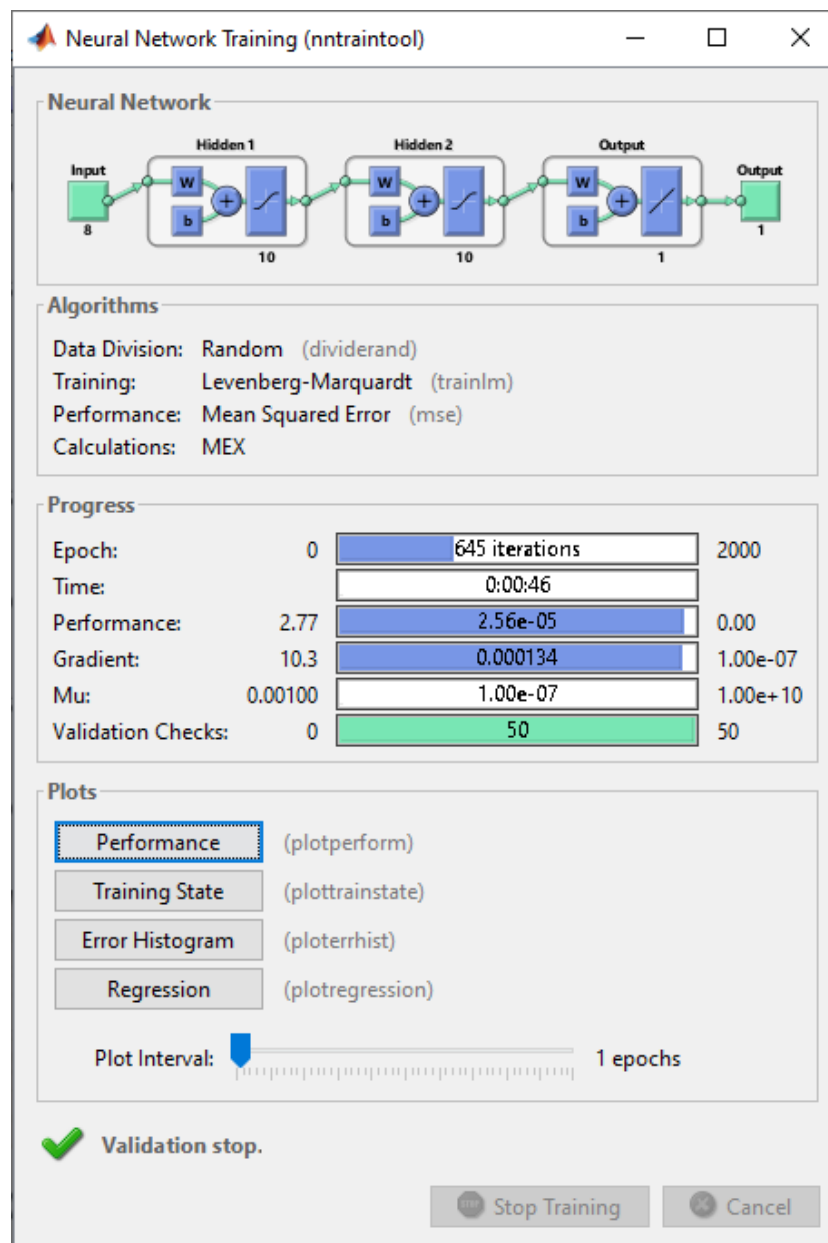 Neural Network Training (nntraintool)
Neural Network
Hidden 1 Hidden 2 Output
Input Output
W W W
b b b
+ + +
8 10 10 1 1
Algorithms
Data Division: Random (dividerand)
Training: Levenberg-Marquardt (trainlm)
Performance: Mean Squared Error (mse)
Calculations: MEX
Progress
Epoch: 0 645 iterations 2000
Time: 0:00:46
Performance: 2.77 2.56e-05 0.00
Gradient: 10.3 0.000134 1.00e-07
Mu: 0.00100 1.00e-07 1.00e+10
Validation Checks: 0 50 50
Plots
Performance (plotperform)
Training State (plottrainstate)
Error Histogram (ploterrhist)
Regression (plotregression)
Plot Interval: 1 epochs
Validation stop.
STOP Stop Training Cancel